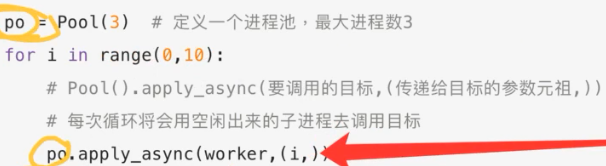 po = Pool(3)  # 定义一个进程池，最大进程数3
for i in range(0,10):
    # Pool().apply_async(要调用的目标,(传递给目标的参数元祖,))
    # 每次循环将会用空闲出来的子进程去调用目标
    po.apply_async(worker,(i,))